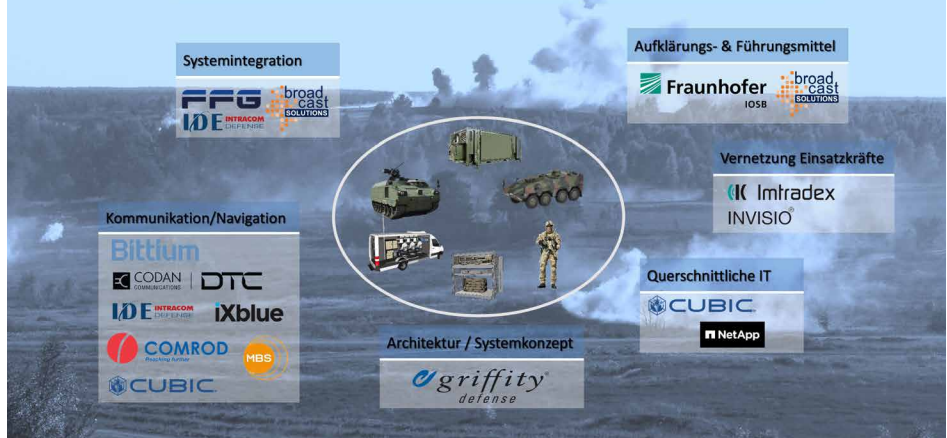 Systemintegration
FFG
broad
cast
SOLUTIONS
IDE INTRACOM
DEFENSE
Aufklärungs- & Führungsmittel
Fraunhofer
IOSB
broad
cast
SOLUTIONS
Vernetzung Einsatzkräfte
Imtradex
INVISIO®
Kommunikation/Navigation
Bittium
CODAN
COMMUNICATIONS
DTC
IDE INTRACOM
DEFENSE
iXblue
COMROD
Reaching further
MBS
CUBIC
Querschnittliche IT
CUBIC
NetApp
Architektur / Systemkonzept
griffity®
defense